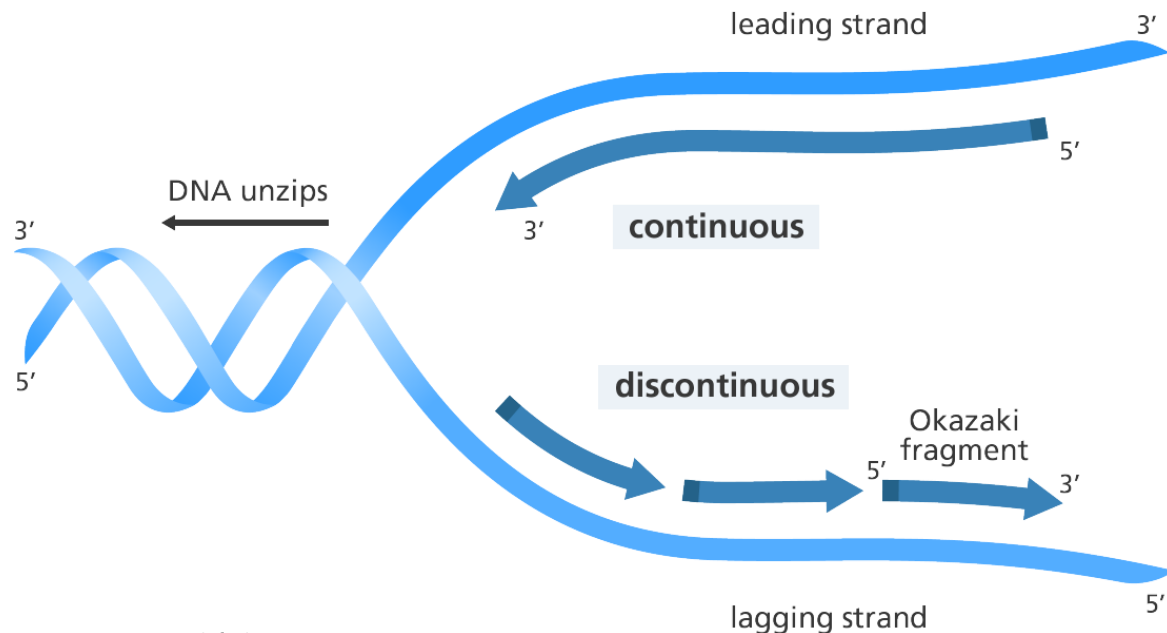 leading strand
3’
5’
DNA unzips
3’
3’
continuous
5’
discontinuous
Okazaki
fragment
5’
3’
5’
lagging strand